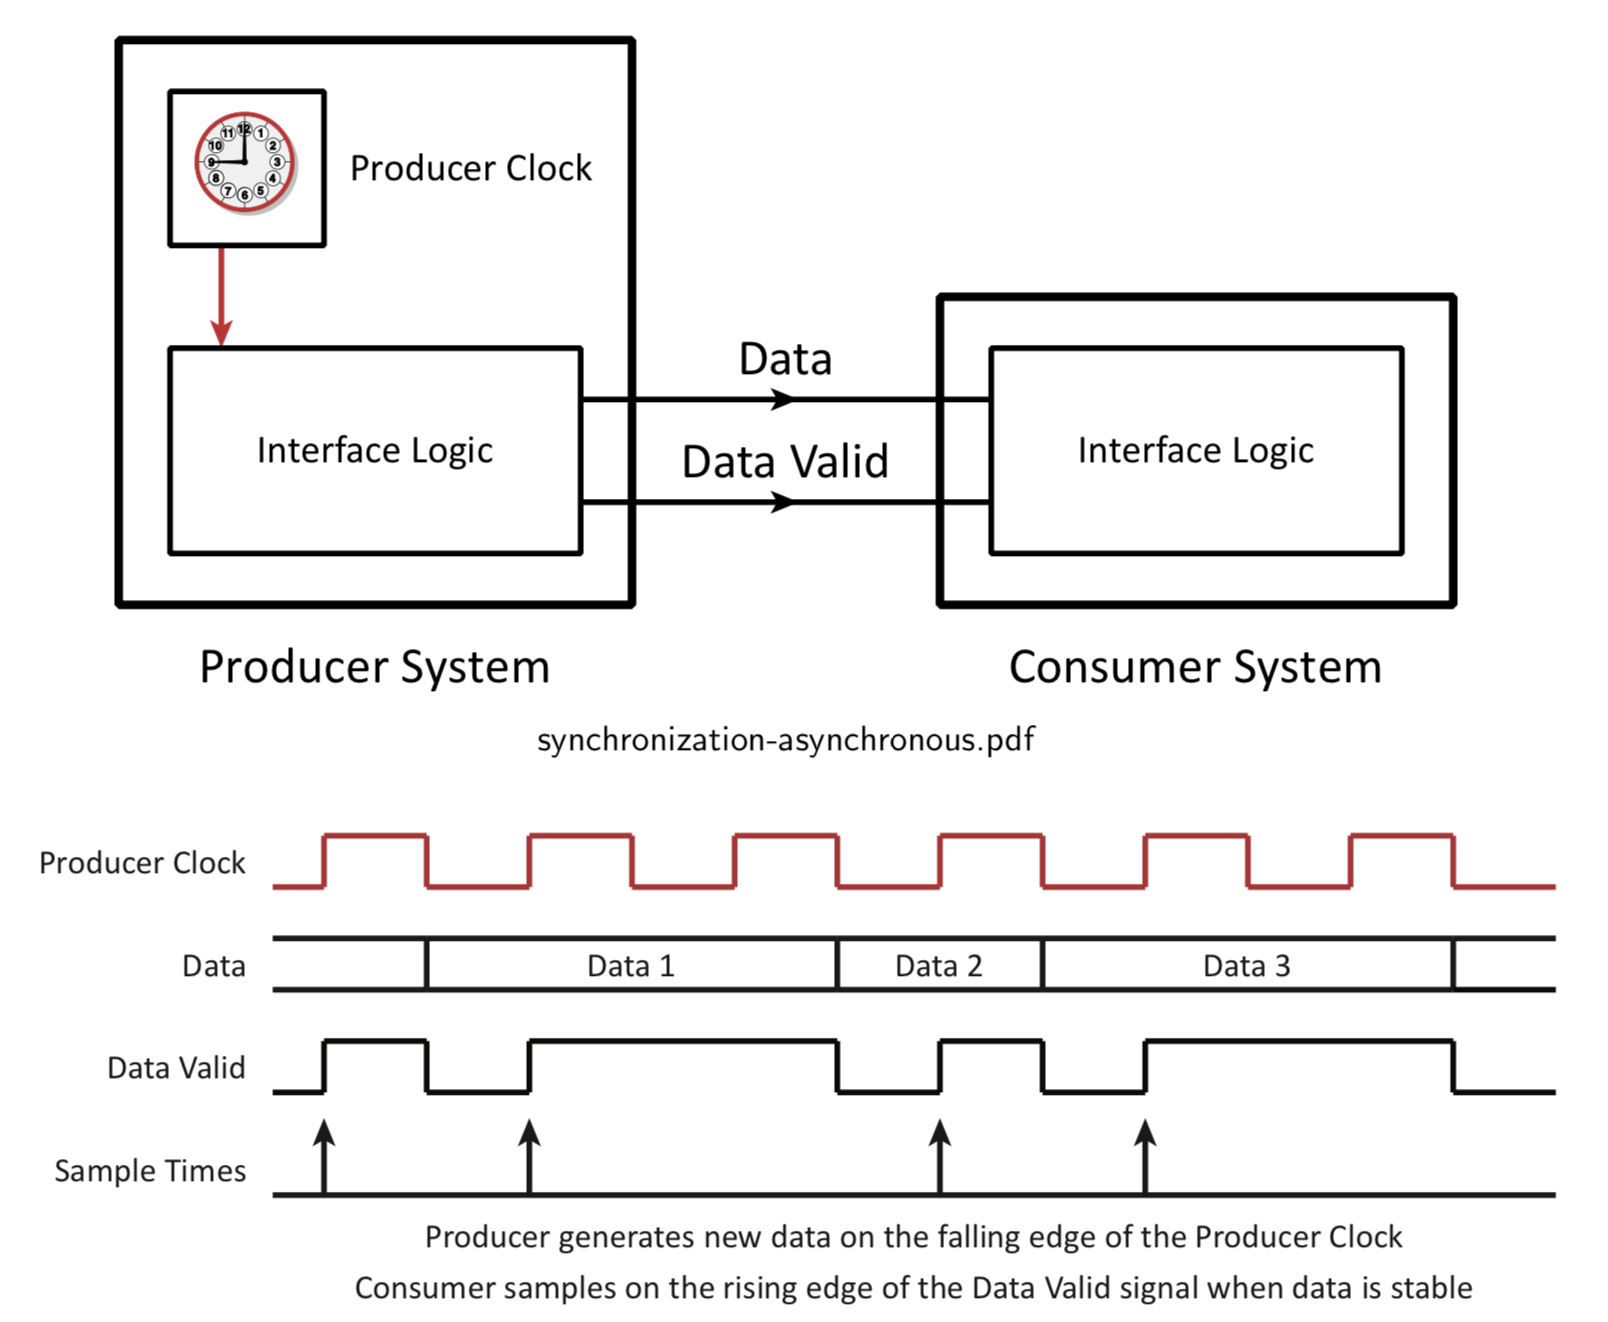 12
11
1
10
2
9
3
8
4
7
5
6
Producer Clock
Data
Interface Logic
Data Valid
Interface Logic
Producer System
Consumer System
synchronization-asynchronous.pdf
Producer Clock
Data
Data 1
Data 2
Data 3
Data Valid
Sample Times
Producer generates new data on the falling edge of the Producer Clock
Consumer samples on the rising edge of the Data Valid signal when data is stable